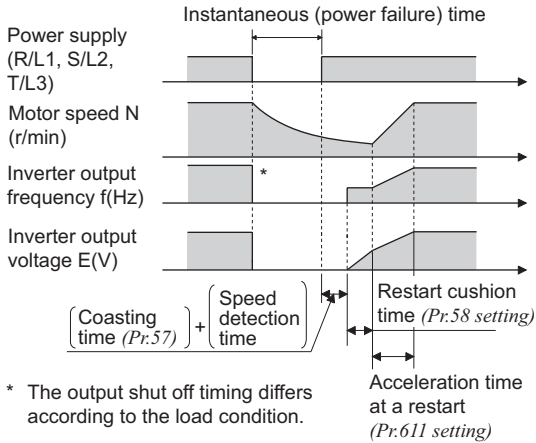 Instantaneous (power failure) time
Power supply
(R/L1, S/L2,
T/L3)
Motor speed N
(r/min)
Inverter output
frequency f(Hz)
*
Inverter output
voltage E(V)
Coasting
time (Pr.57)
+
Speed
detection
time
Restart cushion
time (Pr.58 setting)
Acceleration time
at a restart
(Pr.611 setting)
* The output shut off timing differs
according to the load condition.